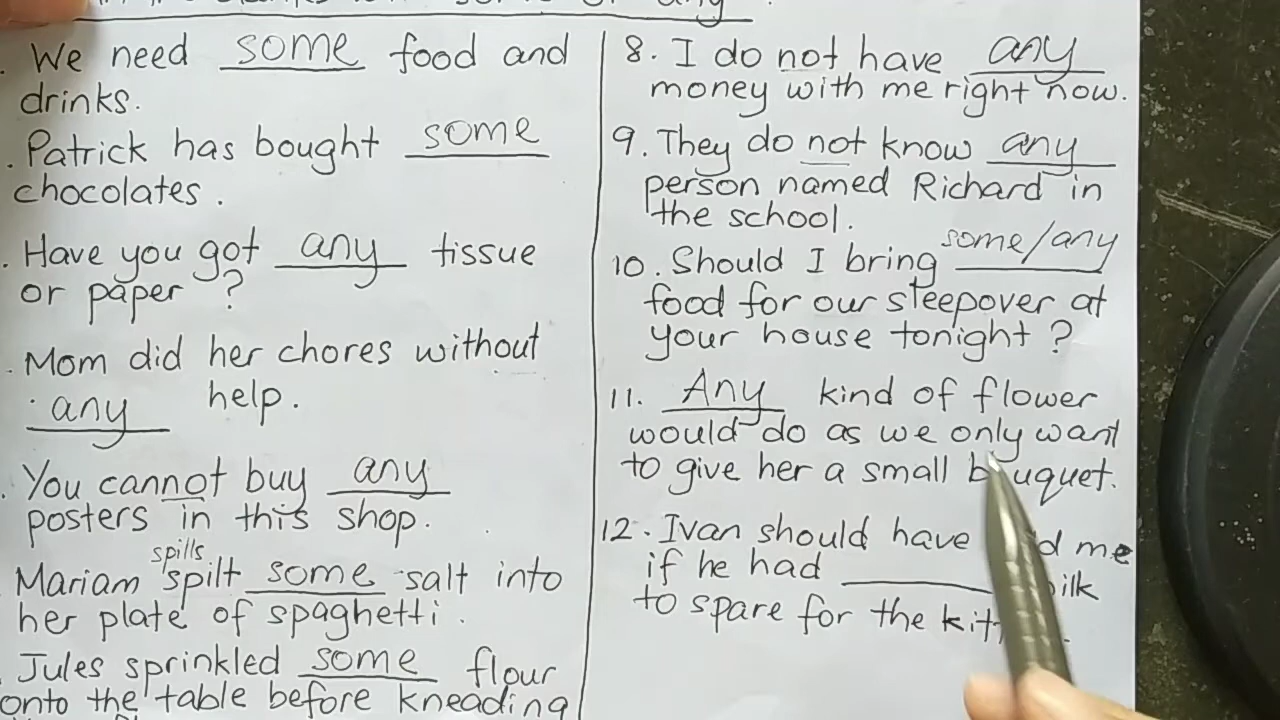 We need some food and
drinks.
. Patrick has bought some
chocolates.
. Have you got any tissue
or paper ?
. Mom did her chores without
any help.
. You cannot buy any
posters in this shop.
spills
Mariam spilt some salt into
her plate of spaghetti.
Jules sprinkled some flour
onto the table before kneading
8. I do not have any
money with me right now.
9. They do not know any
person named Richard in
the school.
some/any
10. Should I bring
food for our sleepover at
your house tonight ?
11. Any kind of flower
would do as we only want
to give her a small bouquet.
12. Ivan should have me
if he had ______
to spare for the